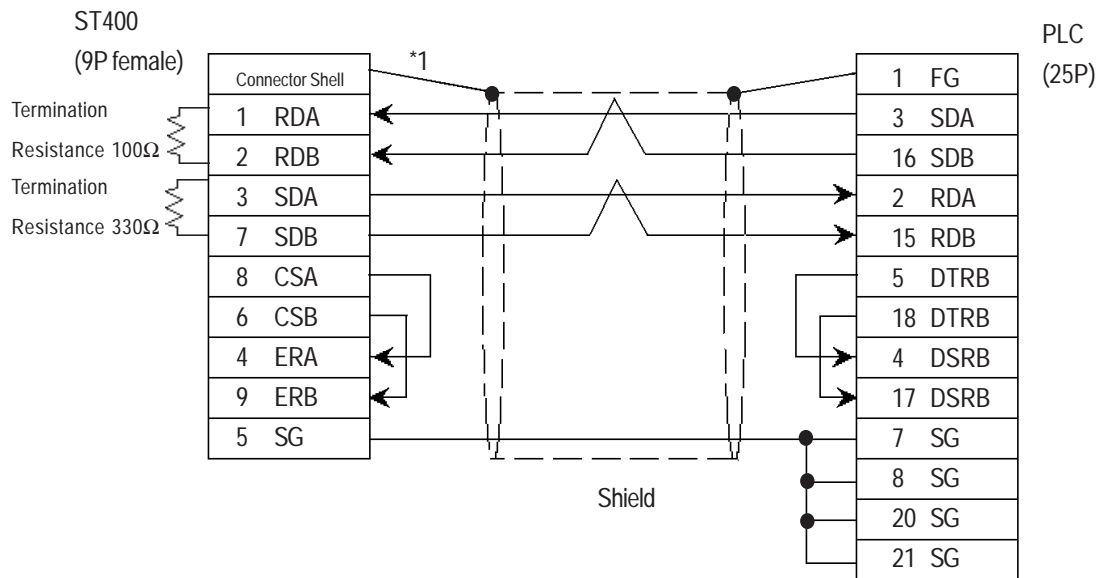 ST400
(9P female)
PLC
(25P)
*1
Connector Shell
1 FG
Termination
Resistance 100Ω
1 RDA
3 SDA
2 RDB
16 SDB
Termination
Resistance 330Ω
3 SDA
2 RDA
7 SDB
15 RDB
8 CSA
5 DTRB
6 CSB
18 DTRB
4 ERA
4 DSRB
9 ERB
17 DSRB
5 SG
7 SG
Shield
8 SG
20 SG
21 SG